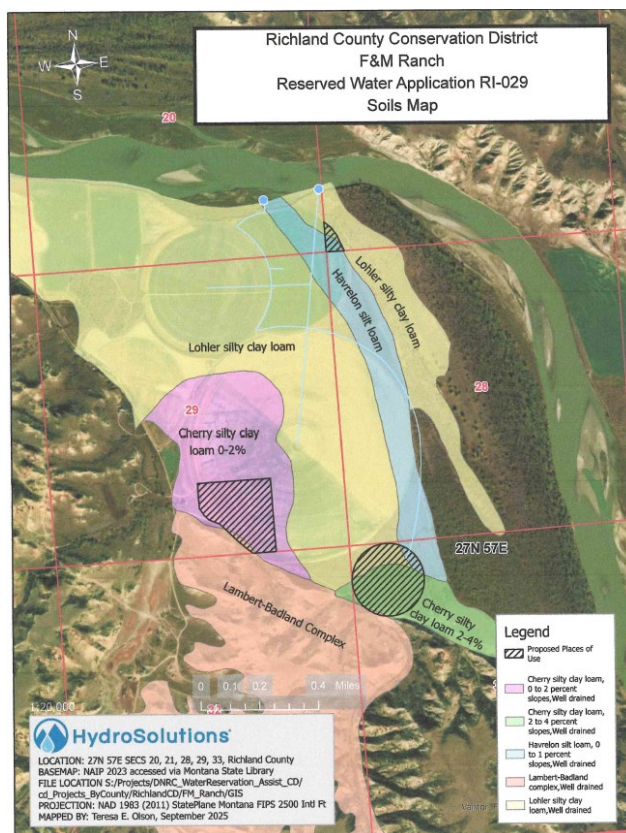 Richland County Conservation District
F&M Ranch
Reserved Water Application RI-029
Soils Map
N
W E
S
20
Lohler silty clay loam
Havrelon silt loam
Lohler silty clay loam
28
29
Cherry silty clay
loam 0-2%
27N 57E
Lambert-Badland
Complex
Cherry silty
clay loam 2-4%
0 0.1 0.2 0.4 Miles
1:20,000
32
HydroSolutions
LOCATION: 27N 57E SECS 20, 21, 28, 29, 33, Richland County
BASEMAP: NAIP 2023 accessed via Montana State Library
FILE LOCATION S:/Projects/DNRC_WaterReservation_Assist_CD/
cd_Projects_ByCounty/RichlandCD/FM_Ranch/GIS
PROJECTION: NAD 1983 (2011) StatePlane Montana FIPS 2500 Intl Ft
MAPPED BY: Teresa E. Olson, September 2025
Legend
Proposed Places of
Use
Cherry silty clay loam,
0 to 2 percent
slopes,Well drained
Cherry silty clay loam,
2 to 4 percent
slopes,Well drained
Havrelon silt loam, 0
to 1 percent
slopes,Well drained
Lambert-Badland
complex,Well drained
Lohler silty clay
loam,Well drained